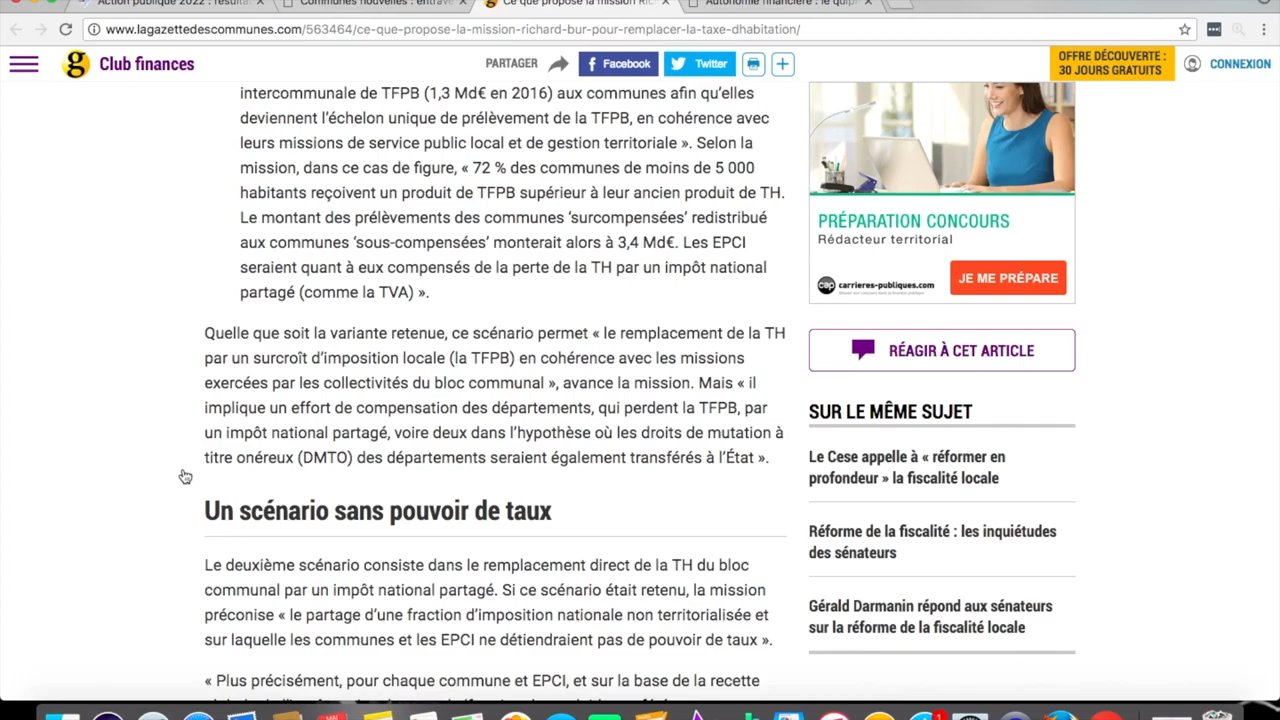 Action publique 2022 : résulta
Communes nouvelles : entrave
Ce que propose la mission Ric
Autonomie financière : le
www.lagazettedescommunes.com/563464/ce-que-propose-la-mission-richard-bur-pour-remplacer-la-taxe-dhabitation/
g Club finances
PARTAGER
Facebook
Twitter
OFFRE DÉCOUVERTE :
30 JOURS GRATUITS
CONNEXION
intercommunale de TFPB (1,3 Md€ en 2016) aux communes afin qu’elles
deviennent l’échelon unique de prélèvement de la TFPB, en cohérence avec
leurs missions de service public local et de gestion territoriale ». Selon la
mission, dans ce cas de figure, « 72 % des communes de moins de 5 000
habitants reçoivent un produit de TFPB supérieur à leur ancien produit de TH.
Le montant des prélèvements des communes ‘surcompensées’ redistribué
aux communes ‘sous-compensées’ monterait alors à 3,4 Md€. Les EPCI
seraient quant à eux compensés de la perte de la TH par un impôt national
partagé (comme la TVA) ».
Quelle que soit la variante retenue, ce scénario permet « le remplacement de la TH
par un surcroît d’imposition locale (la TFPB) en cohérence avec les missions
exercées par les collectivités du bloc communal », avance la mission. Mais « il
implique un effort de compensation des départements, qui perdent la TFPB, par
un impôt national partagé, voire deux dans l’hypothèse où les droits de mutation à
titre onéreux (DMTO) des départements seraient également transférés à l’État ».
Un scénario sans pouvoir de taux
Le deuxième scénario consiste dans le remplacement direct de la TH du bloc
communal par un impôt national partagé. Si ce scénario était retenu, la mission
préconise « le partage d’une fraction d’imposition nationale non territorialisée et
sur laquelle les communes et les EPCI ne détiendraient pas de pouvoir de taux ».
« Plus précisément, pour chaque commune et EPCI, et sur la base de la recette
PRÉPARATION CONCOURS
Rédacteur territorial
cap carrieres-publiques.com
JE ME PRÉPARE
RÉAGIR À CET ARTICLE
SUR LE MÊME SUJET
Le Cese appelle à « réformer en
profondeur » la fiscalité locale
Réforme de la fiscalité : les inquiétudes
des sénateurs
Gérald Darmanin répond aux sénateurs
sur la réforme de la fiscalité locale